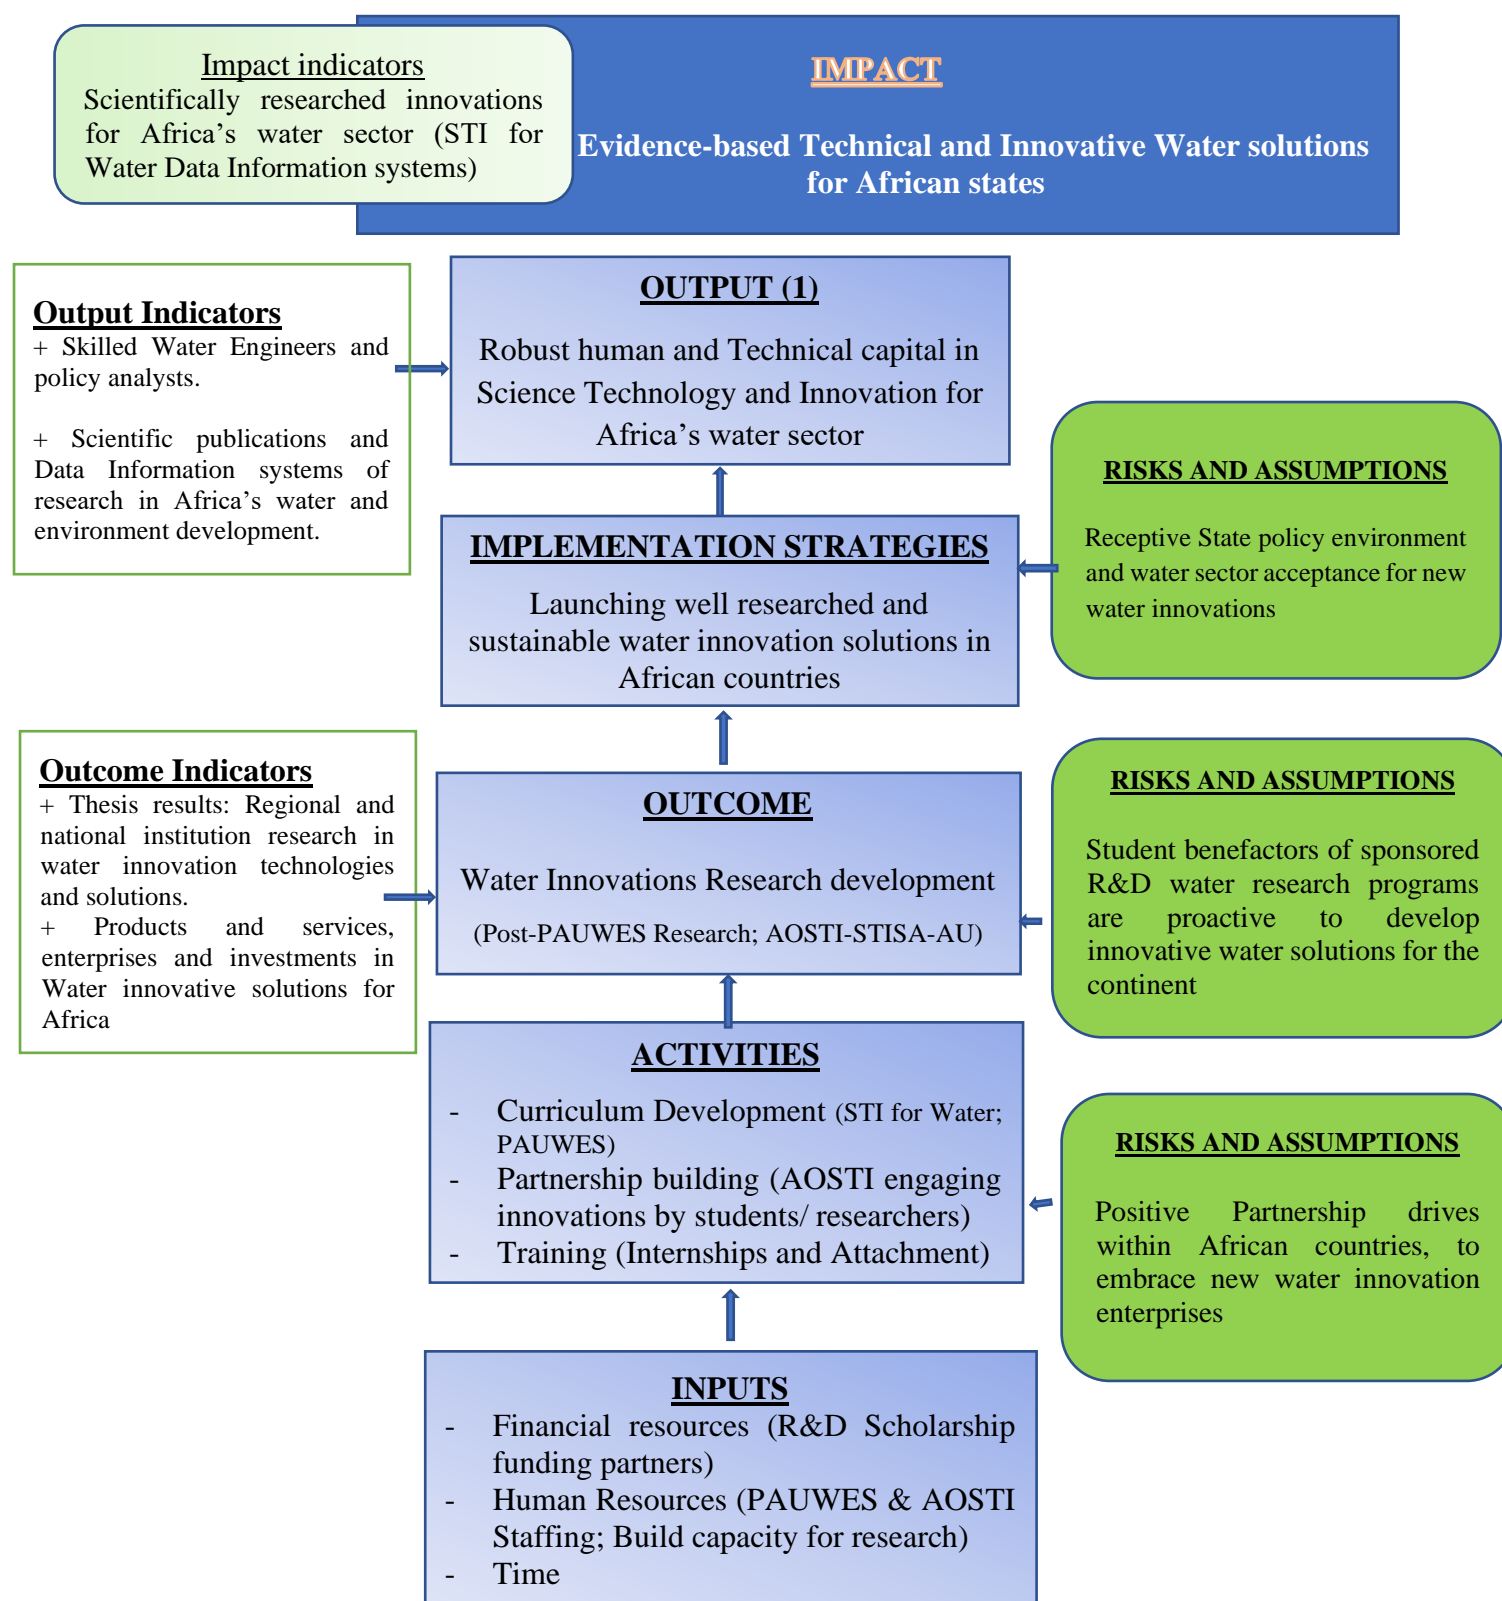 Impact indicators
Scientifically researched innovations
for Africa’s water sector (STI for
Water Data Information systems)
IMPACT
Evidence-based Technical and Innovative Water solutions
for African states
Output Indicators
+ Skilled Water Engineers and
policy analysts.
+ Scientific publications and
Data Information systems of
research in Africa’s water and
environment development.
OUTPUT (1)
Robust human and Technical capital in
Science Technology and Innovation for
Africa’s water sector
RISKS AND ASSUMPTIONS
Receptive State policy environment
and water sector acceptance for new
water innovations
IMPLEMENTATION STRATEGIES
Launching well researched and
sustainable water innovation solutions in
African countries
Outcome Indicators
+ Thesis results: Regional and
national institution research in
water innovation technologies
and solutions.
+ Products and services,
enterprises and investments in
Water innovative solutions for
Africa
OUTCOME
Water Innovations Research development
(Post-PAUWES Research; AOSTI-STISA-AU)
RISKS AND ASSUMPTIONS
Student benefactors of sponsored
R&D water research programs
are proactive to develop
innovative water solutions for the
continent
ACTIVITIES
- Curriculum Development (STI for Water;
PAUWES)
- Partnership building (AOSTI engaging
innovations by students/ researchers)
- Training (Internships and Attachment)
RISKS AND ASSUMPTIONS
Positive Partnership drives
within African countries, to
embrace new water innovation
enterprises
INPUTS
- Financial resources (R&D Scholarship
funding partners)
- Human Resources (PAUWES & AOSTI
Staffing; Build capacity for research)
- Time